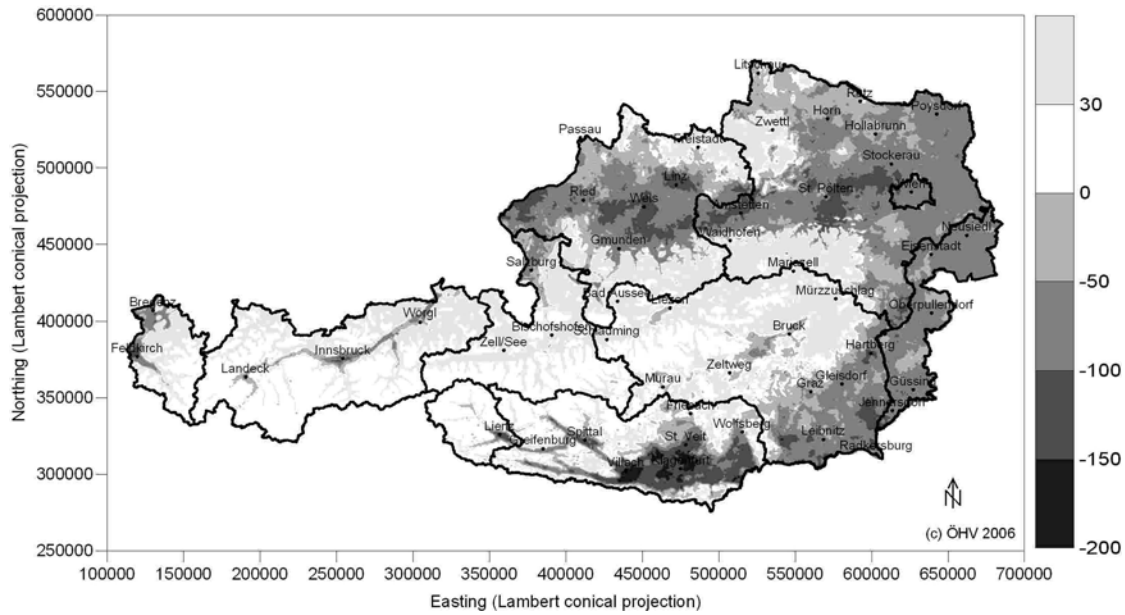 600000
550000
500000
450000
400000
350000
300000
250000
Northing (Lambert conical projection)
Litschau
Retz
Poysdorf
Horn
Hollabrunn
Zwettl
Passau
Freistadt
Stockerau
Linz
Ried
Wels
St. Pölten
Wien
Amstetten
Waidhofen
Neusiedl
Gmunden
Eisenstadt
Salzburg
Mariazell
Bad Aussee
Liezen
Mürzzuschlag
Oberpullendorf
Bregenz
Wörgl
Bischofshofen
Schladming
Bruck
Feldkirch
Innsbruck
Zell/See
Hartberg
Landeck
Zeltweg
Gleisdorf
Güssing
Murau
Graz
Jennersdorf
Friesach
Lienz
Greifenburg
Spittal
St. Veit
Wolfsberg
Leibnitz
Radkersburg
Villach
Klagenfurt
N
(c) ÖHV 2006
30
0
-50
-100
-150
-200
100000 150000 200000 250000 300000 350000 400000 450000 500000 550000 600000 650000 700000
Easting (Lambert conical projection)